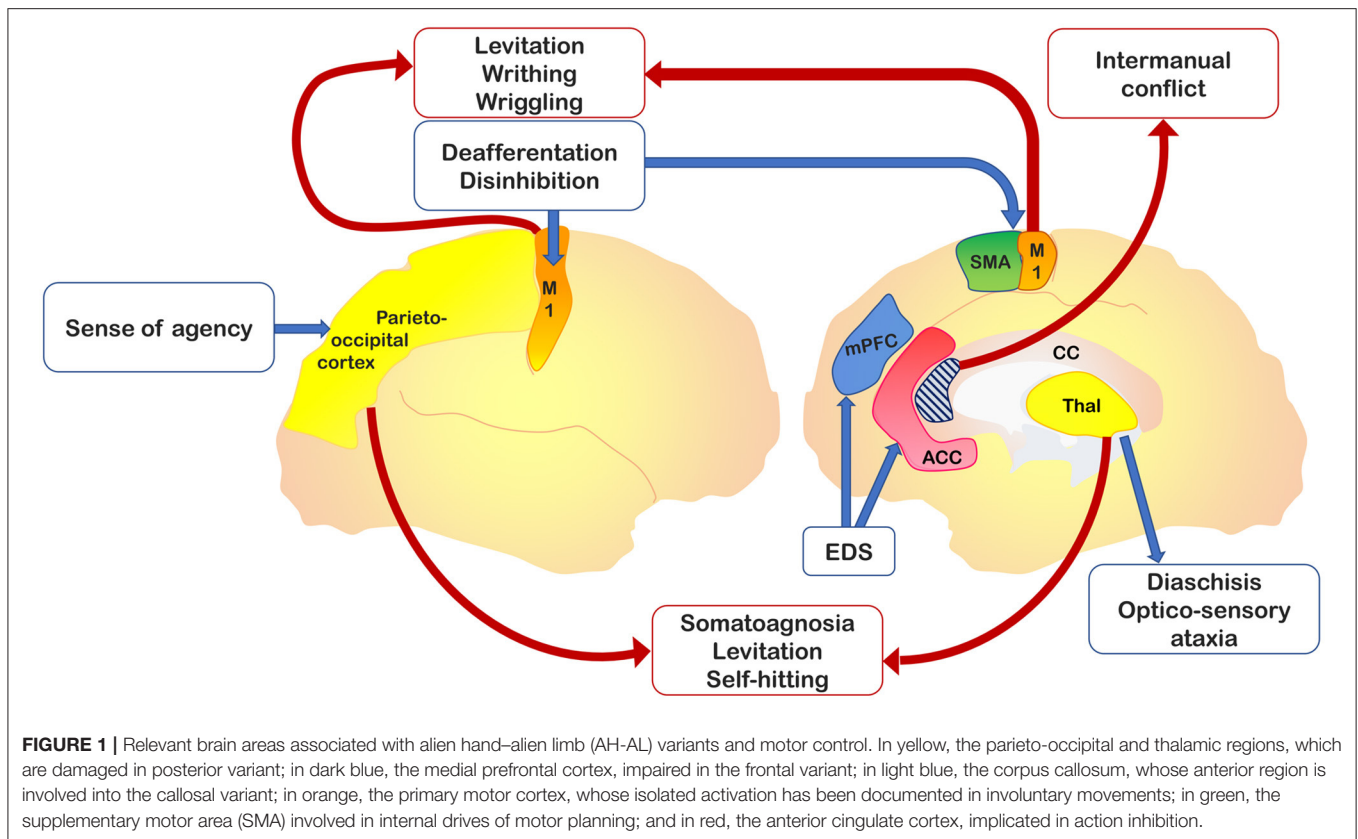 Levitation
Writhing
Wriggling
Intermanual
conflict
Deafferentation
Disinhibition
SMA
M
1
M
1
Sense of agency
Parieto-
occipital
cortex
mPFC
CC
Thal
ACC
EDS
Diaschisis
Optico-sensory
ataxia
Somatoagnosia
Levitation
Self-hitting
FIGURE 1 | Relevant brain areas associated with alien hand–alien limb (AH-AL) variants and motor control. In yellow, the parieto-occipital and thalamic regions, which
are damaged in posterior variant; in dark blue, the medial prefrontal cortex, impaired in the frontal variant; in light blue, the corpus callosum, whose anterior region is
involved into the callosal variant; in orange, the primary motor cortex, whose isolated activation has been documented in involuntary movements; in green, the
supplementary motor area (SMA) involved in internal drives of motor planning; and in red, the anterior cingulate cortex, implicated in action inhibition.